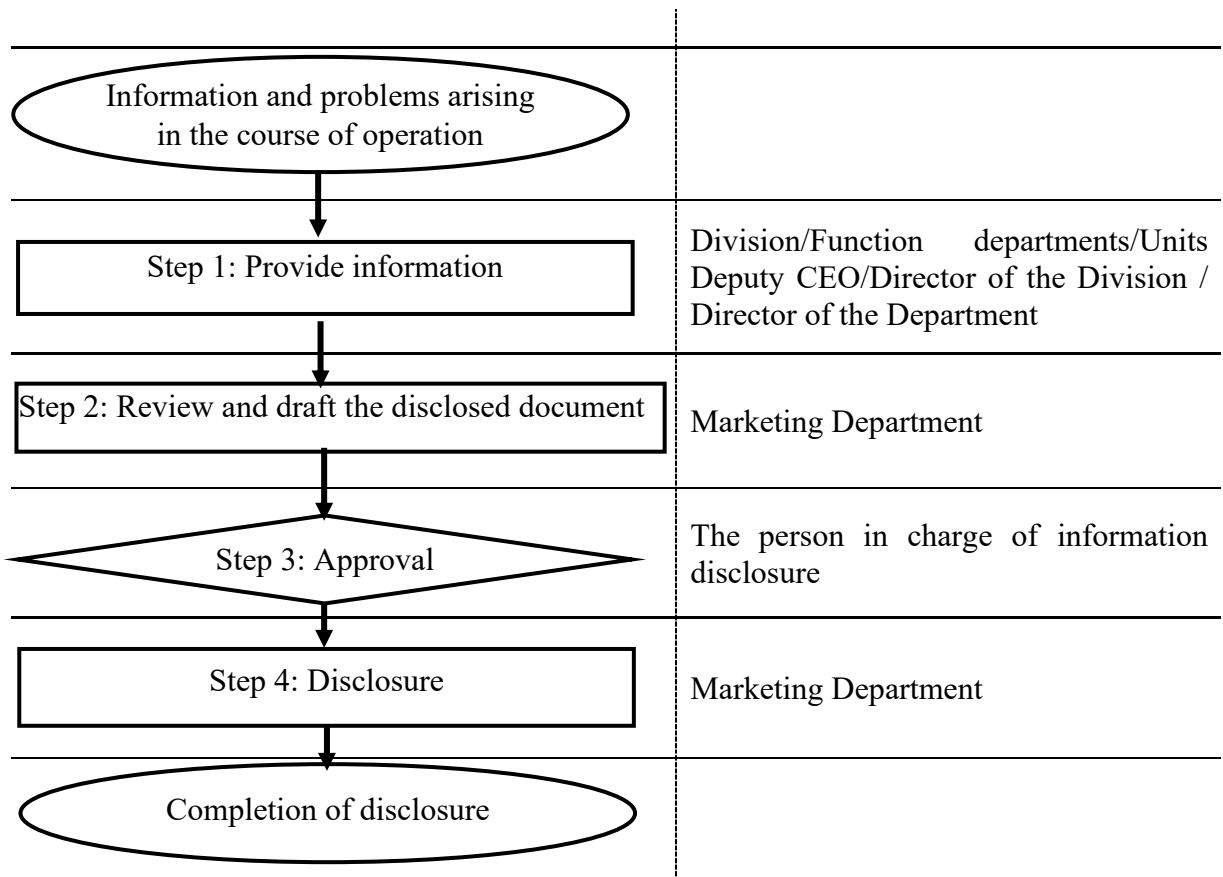 Information and problems arising
in the course of operation
Step 1: Provide information
Division/Function departments/Units
Deputy CEO/Director of the Division /
Director of the Department
Step 2: Review and draft the disclosed document
Marketing Department
Step 3: Approval
The person in charge of information
disclosure
Step 4: Disclosure
Marketing Department
Completion of disclosure